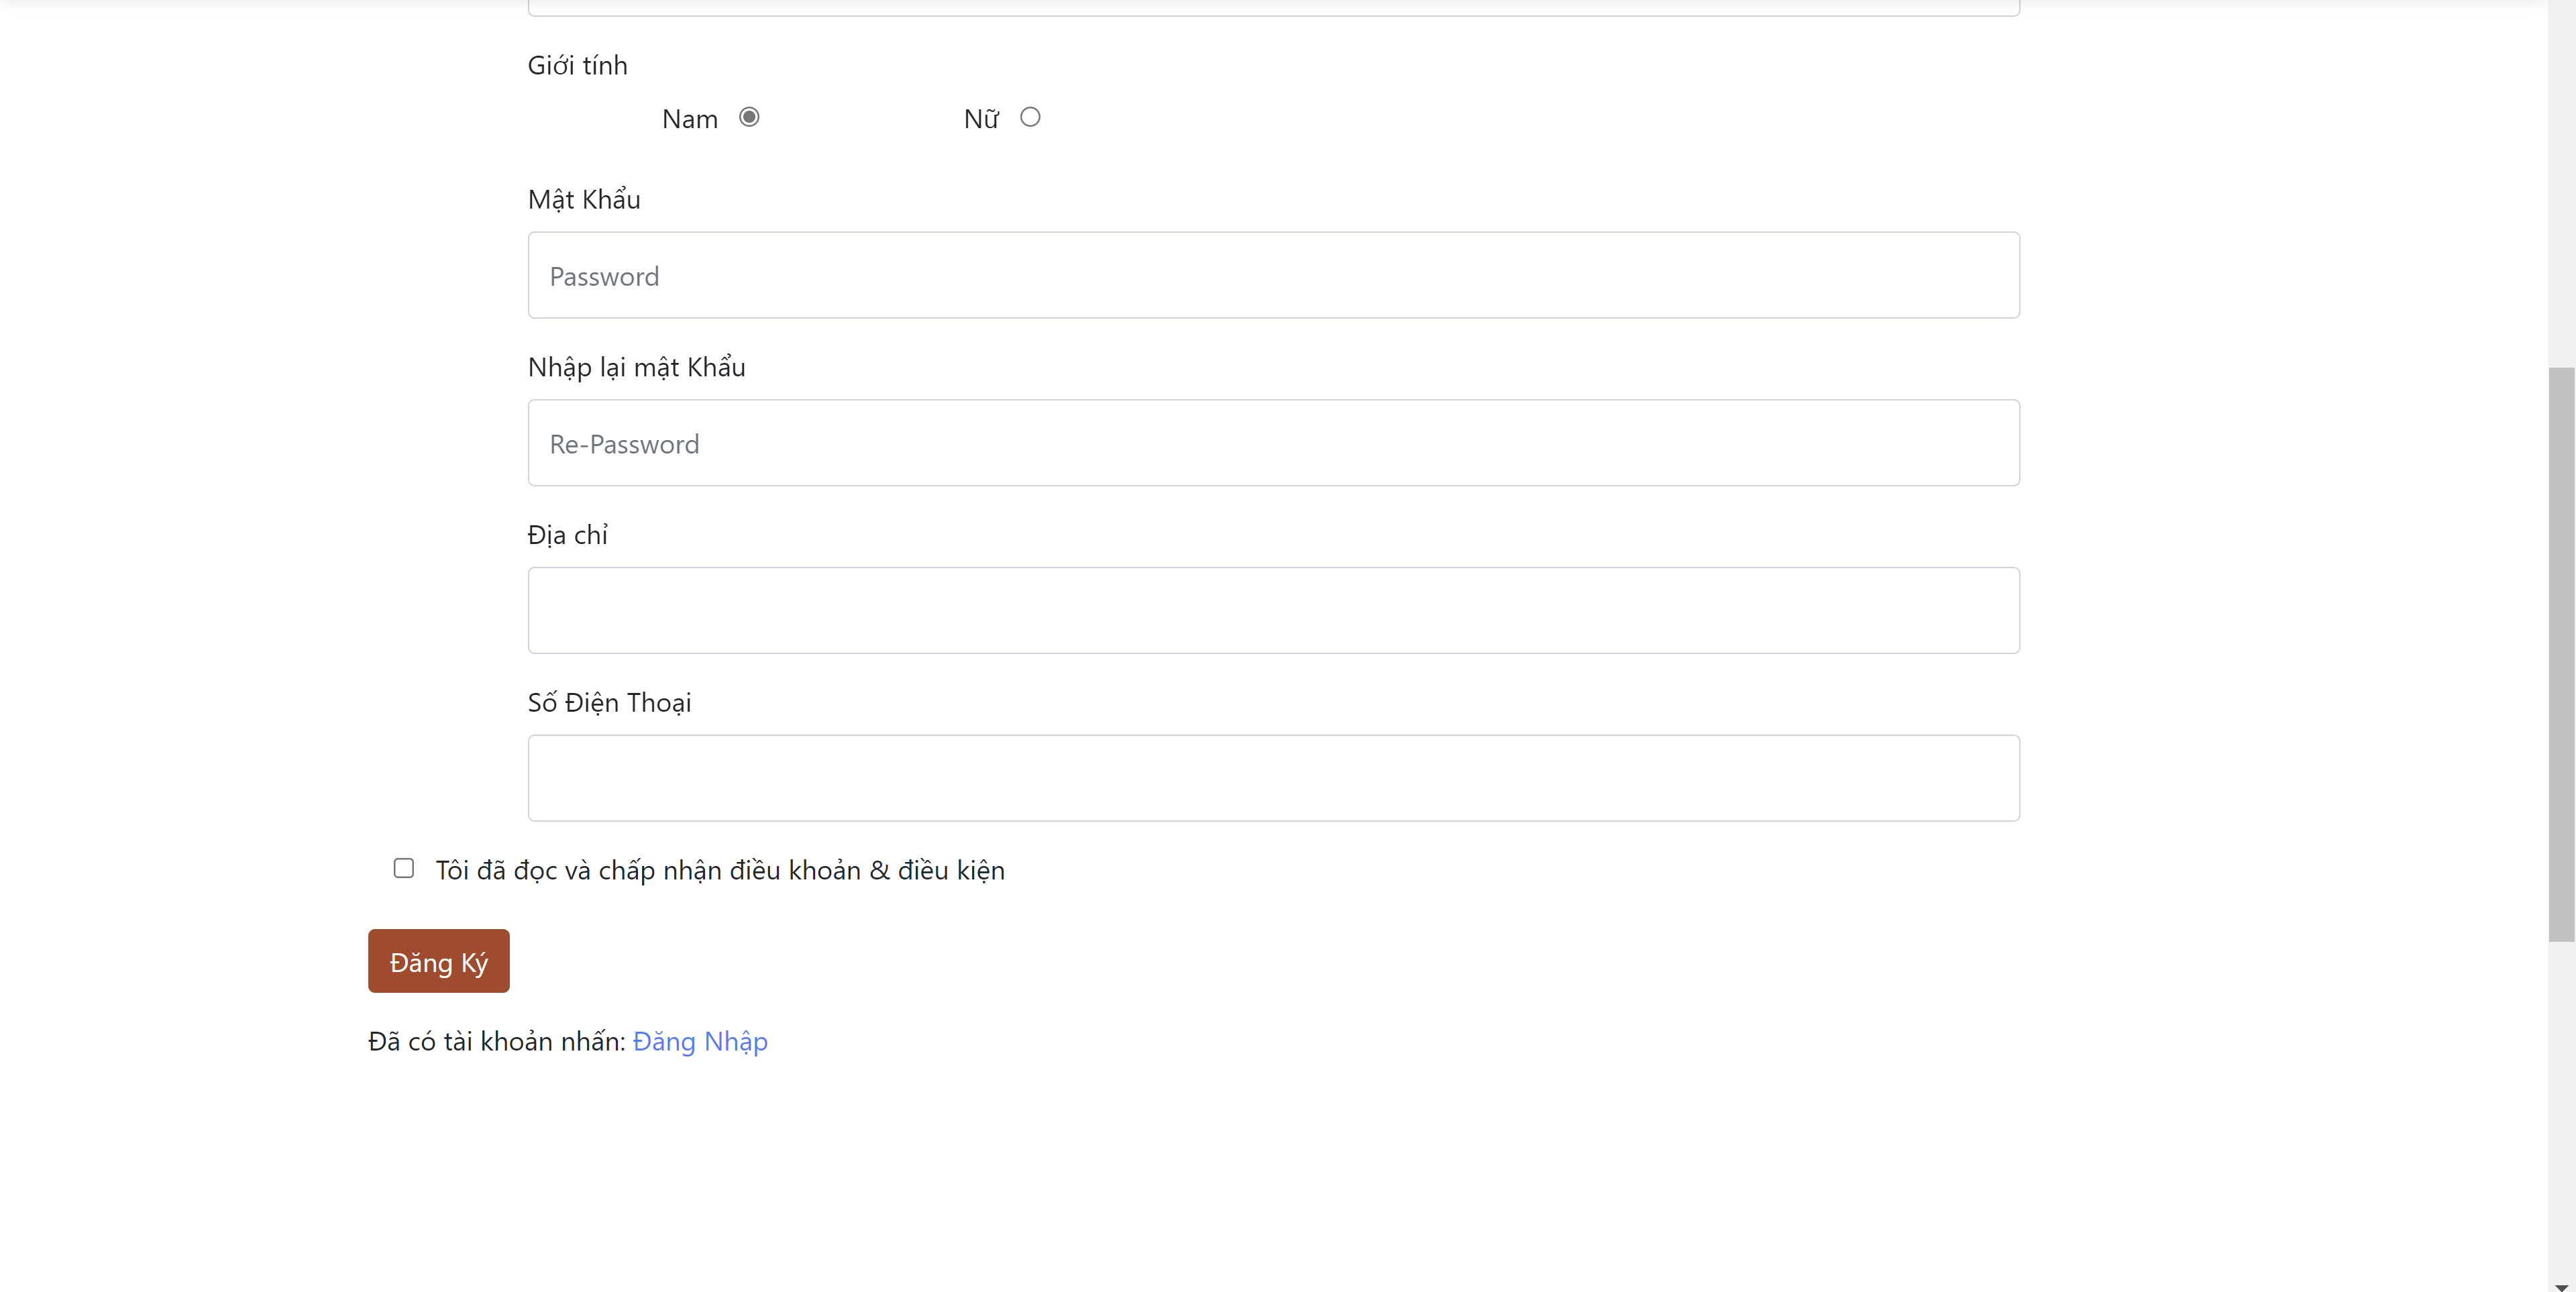 Giới tính
Nam Nữ
Mật Khẩu
Password
Nhập lại mật Khẩu
Re-Password
Địa chỉ
Số Điện Thoại
Tôi đã đọc và chấp nhận điều khoản & điều kiện
Đăng Ký
Đã có tài khoản nhấn: Đăng Nhập